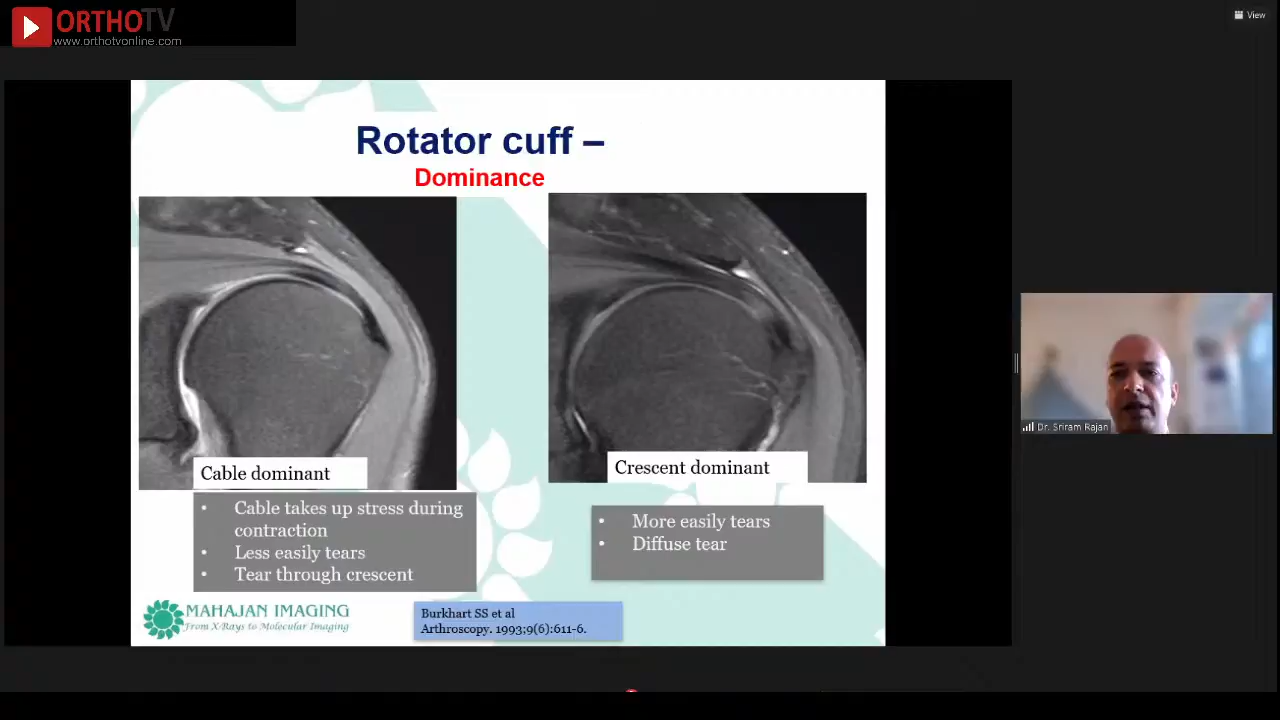 ORTHOTV
www.orthotvonline.com
View
Rotator cuff –
Dominance
Cable dominant
• Cable takes up stress during
contraction
• Less easily tears
• Tear through crescent
Crescent dominant
• More easily tears
• Diffuse tear
MAHAJAN IMAGING
From X-Rays to Molecular Imaging
Burkhart SS et al
Arthroscopy. 1993;9(6):611-6.
Dr. Sriram Rajan